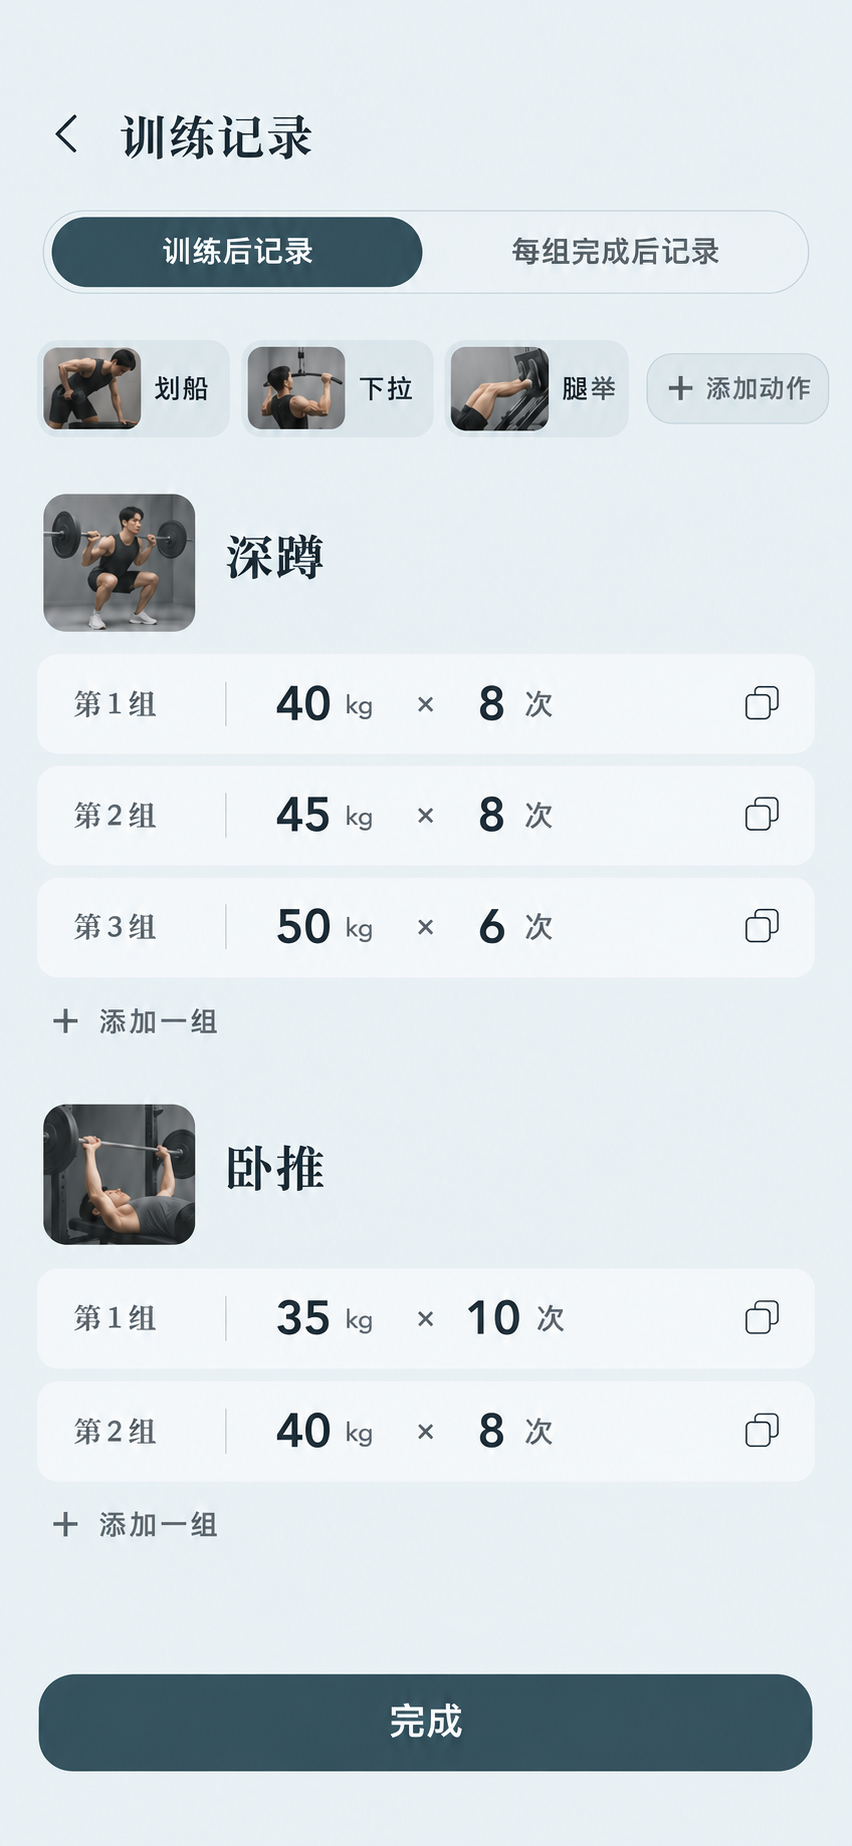 训练记录
训练后记录 每组完成后记录
划船 下拉 腿举 + 添加动作
深蹲
第1组 40 kg × 8 次
第2组 45 kg × 8 次
第3组 50 kg × 6 次
+ 添加一组
卧推
第1组 35 kg × 10 次
第2组 40 kg × 8 次
+ 添加一组
完成